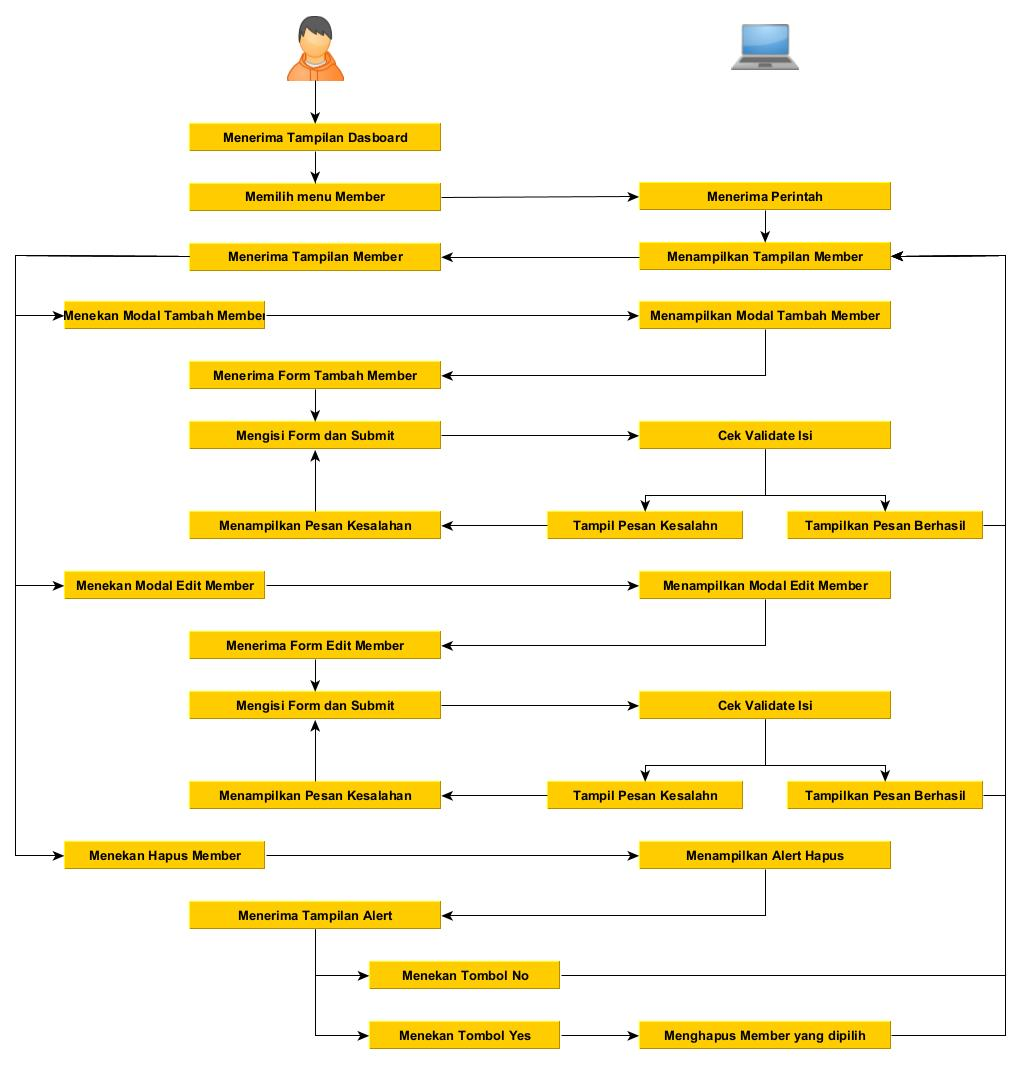 Menerima Tampilan Dasboard
Memilih menu Member
Menerima Perintah
Menerima Tampilan Member
Menampilkan Tampilan Member
Menekan Modal Tambah Member
Menampilkan Modal Tambah Member
Menerima Form Tambah Member
Mengisi Form dan Submit
Cek Validate Isi
Menampilkan Pesan Kesalahan
Tampil Pesan Kesalahn
Tampilkan Pesan Berhasil
Menekan Modal Edit Member
Menampilkan Modal Edit Member
Menerima Form Edit Member
Mengisi Form dan Submit
Cek Validate Isi
Menampilkan Pesan Kesalahan
Tampil Pesan Kesalahn
Tampilkan Pesan Berhasil
Menekan Hapus Member
Menampilkan Alert Hapus
Menerima Tampilan Alert
Menekan Tombol No
Menekan Tombol Yes
Menghapus Member yang dipilih